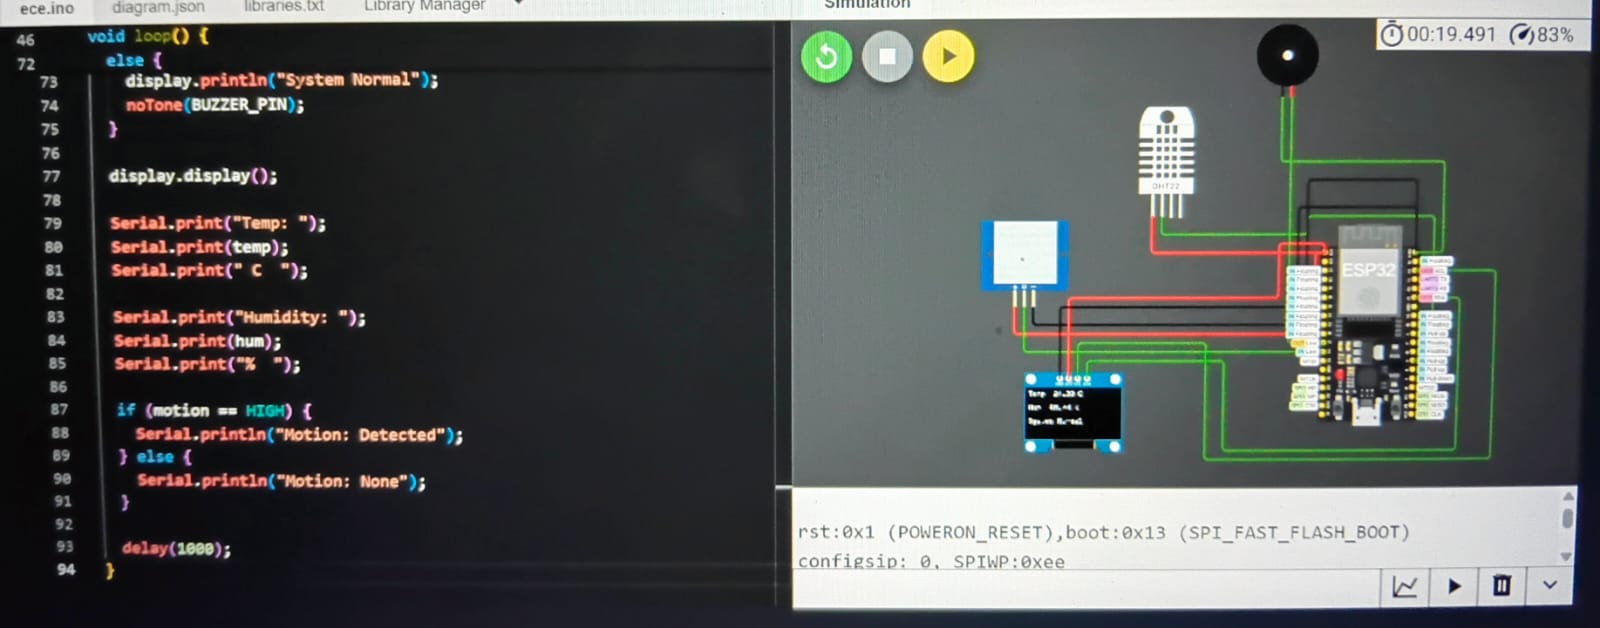 ece.ino diagram.json libraries.txt Library Manager
46 void loop() {
72 else {
73 display.println("System Normal");
74 noTone(BUZZER_PIN);
75 }
76
77 display.display();
78
79 Serial.print("Temp: ");
80 Serial.print(temp);
81 Serial.print(" C  ");
82
83 Serial.print("Humidity: ");
84 Serial.print(hum);
85 Serial.print("%  ");
86
87 if (motion == HIGH) {
88 Serial.println("Motion: Detected");
89 } else {
90 Serial.println("Motion: None");
91 }
92
93 delay(1000);
94 }
Simulation
00:19.491 83%
DHT22
ESP32
rst:0x1 (POWERON_RESET),boot:0x13 (SPI_FAST_FLASH_BOOT)
configsip: 0, SPIWP:0xee